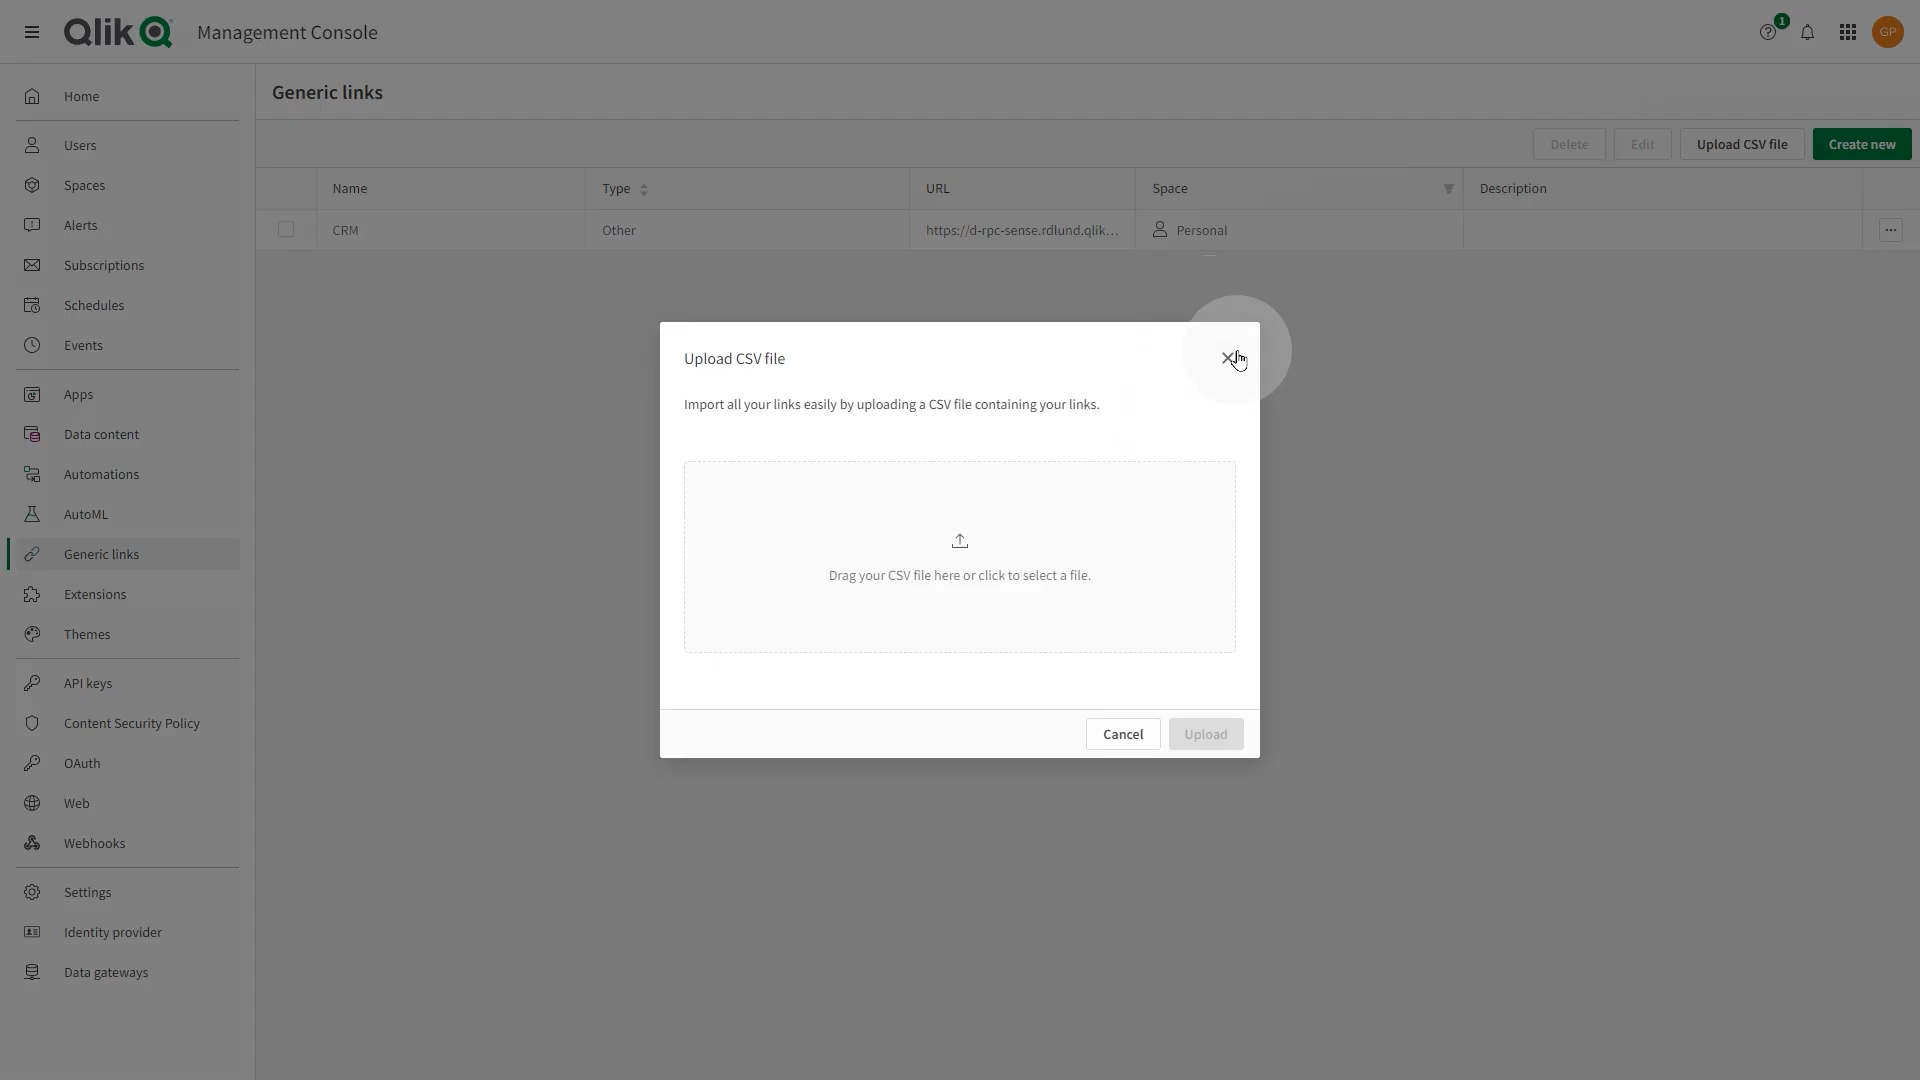 Qlik
Management Console
1
GP
Home
Users
Spaces
Alerts
Subscriptions
Schedules
Events
Apps
Data content
Automations
AutoML
Generic links
Extensions
Themes
API keys
Content Security Policy
OAuth
Web
Webhooks
Settings
Identity provider
Data gateways
Generic links
Delete
Edit
Upload CSV file
Create new
Name
Type
URL
Space
Description
CRM
Other
https://d-rpc-sense.rdlund.qlik...
Personal
Upload CSV file
Import all your links easily by uploading a CSV file containing your links.
Drag your CSV file here or click to select a file.
Cancel
Upload